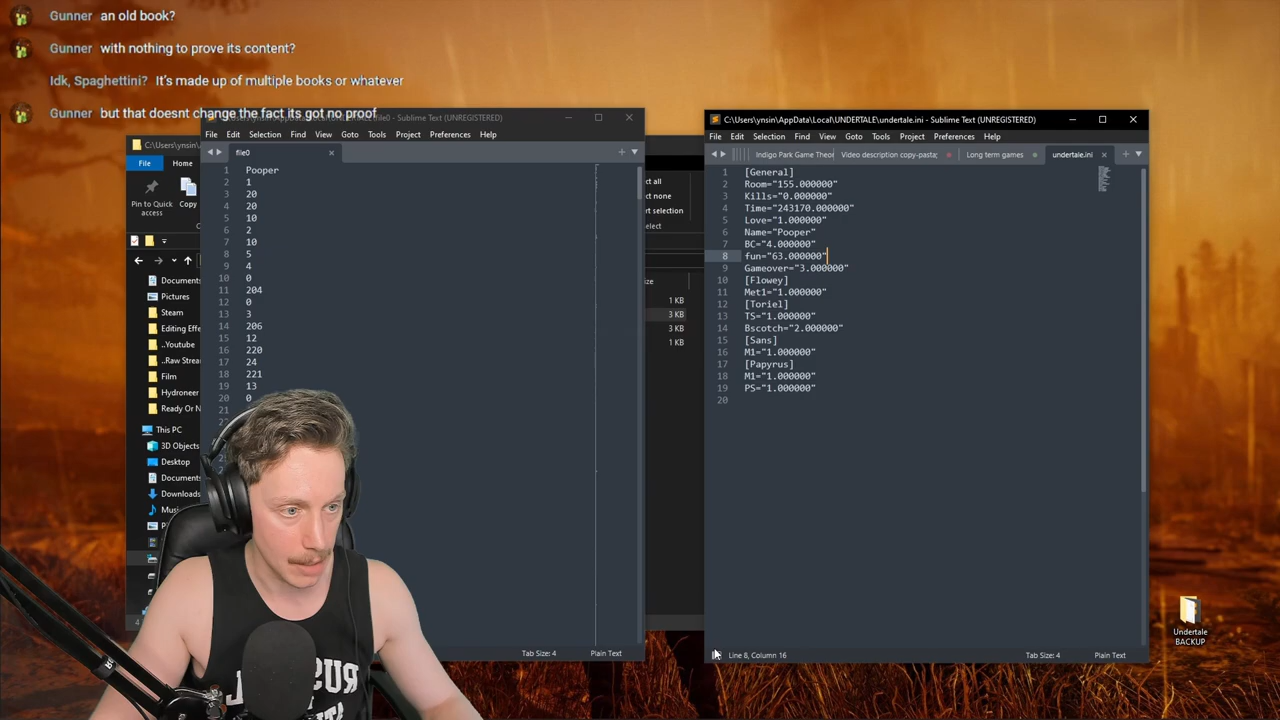 Gunner an old book?
Gunner with nothing to prove its content?
Idk, Spaghettini? It's made up of multiple books or whatever
Gunner but that doesnt change the fact its got no proof
file0 - Sublime Text (UNREGISTERED)
File Edit Selection Find View Goto Tools Project Preferences Help
file0
1 Pooper
2 1
3 20
4 20
5 10
6 2
7 10
8 5
9 4
10 0
11 204
12 0
13 3
14 206
15 12
16 220
17 24
18 221
19 13
20 0
21
Tab Size: 4 Plain Text
C:\Users\ynsin\AppData\Local\UNDERTALE\undertale.ini - Sublime Text (UNREGISTERED)
File Edit Selection Find View Goto Tools Project Preferences Help
Indigo Park Game Theor
Video description copy-pasta;
Long term games
undertale.ini
1 [General]
2 Room="155.000000"
3 Kills="0.000000"
4 Time="243170.000000"
5 Love="1.000000"
6 Name="Pooper"
7 BC="4.000000"
8 fun="63.000000"
9 Gameover="3.000000"
10 [Flowey]
11 Met1="1.000000"
12 [Toriel]
13 TS="1.000000"
14 Bscotch="2.000000"
15 [Sans]
16 M1="1.000000"
17 [Papyrus]
18 M1="1.000000"
19 PS="1.000000"
20
Line 8, Column 16
Tab Size: 4 Plain Text
C:\Users\ynsin\
File Home
Pin to Quick access
Copy
Documents
Pictures
Steam
Editing Effe
..Youtube
..Raw Strea
Film
Hydroneer
Ready Or N
This PC
3D Objects
Desktop
Documents
Downloads
Music
1 KB
3 KB
3 KB
1 KB
Undertale BACKUP